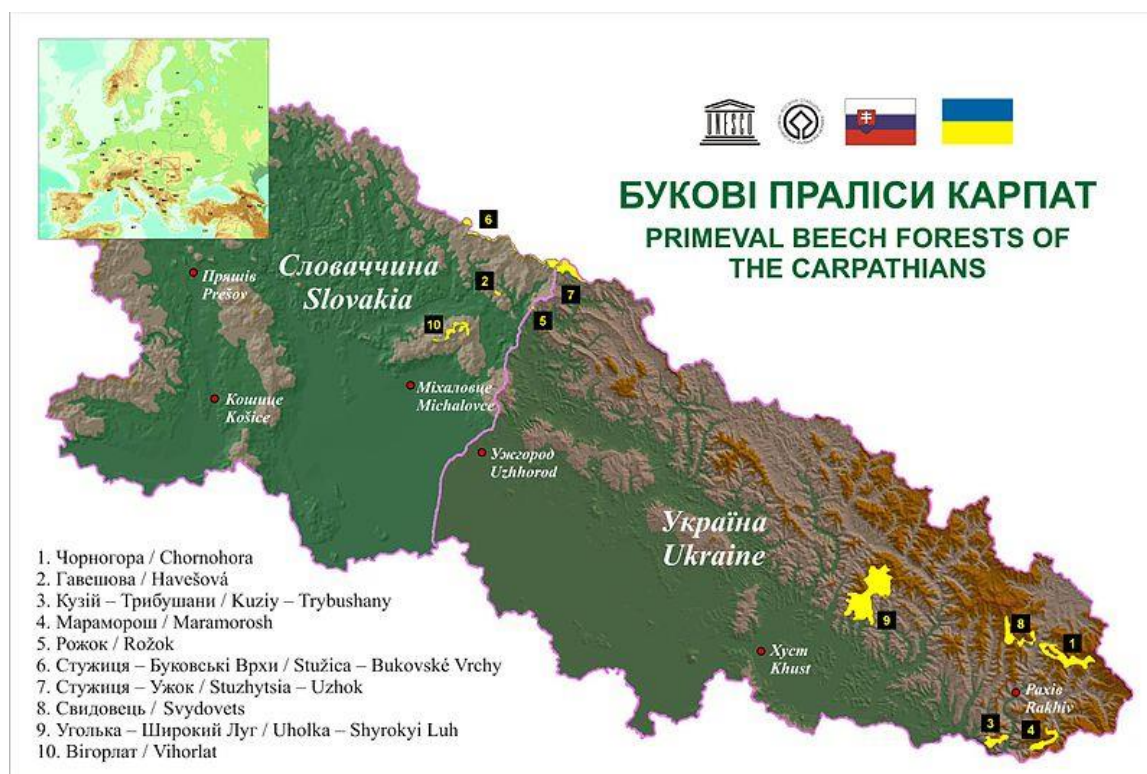 UNESCO
БУКОВІ ПРАЛІСИ КАРПАТ
PRIMEVAL BEECH FORESTS OF
THE CARPATHIANS
6
Словаччина
Slovakia
Пряшів
Prešov
2
7
5
10
Міхаловце
Michalovce
Кошице
Košice
Ужгород
Uzhhorod
Україна
Ukraine
9
8
1
Хуст
Khust
Рахів
Rakhiv
3
4
1. Чорногора / Chornohora
2. Гавешова / Havešová
3. Кузій – Трибушани / Kuziy – Trybushany
4. Мараморош / Maramorosh
5. Рожок / Rožok
6. Стужиця – Буковські Врхи / Stužica – Bukovské Vrchy
7. Стужиця – Ужок / Stuzhytsia – Uzhok
8. Свидовець / Svydovets
9. Уголька – Широкий Луг / Uholka – Shyrokyi Luh
10. Вігорлат / Vihorlat